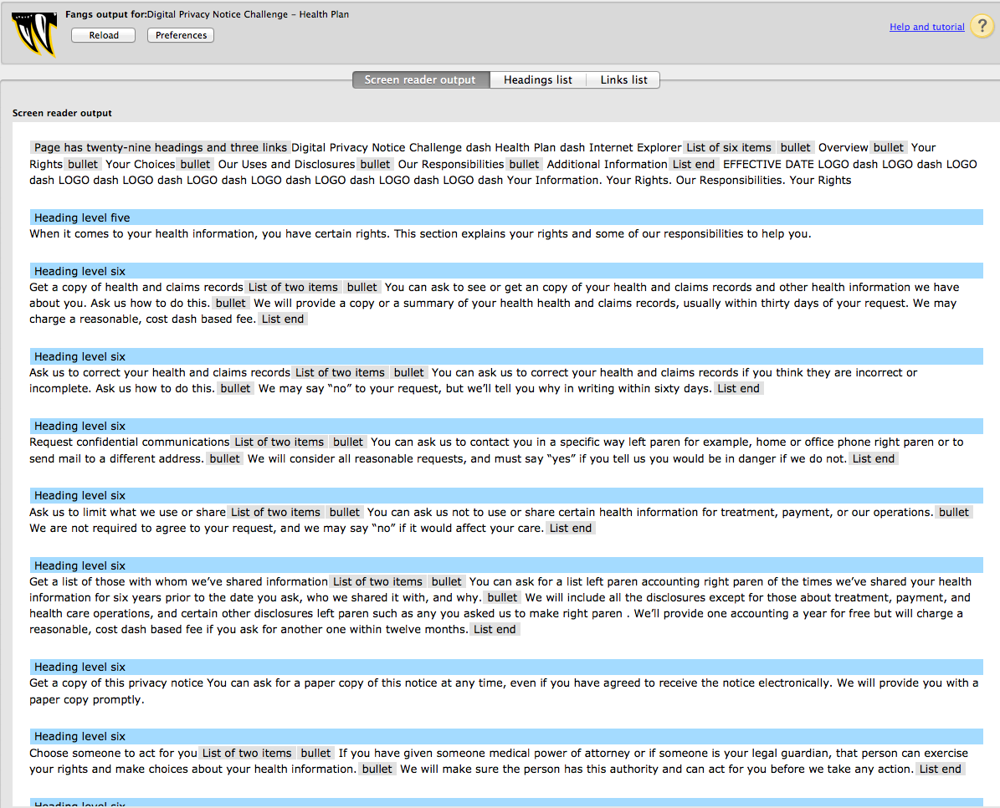 Fangs output for:Digital Privacy Notice Challenge – Health Plan
Reload Preferences
Help and tutorial ?
Screen reader output Headings list Links list
Screen reader output
Page has twenty-nine headings and three links Digital Privacy Notice Challenge dash Health Plan dash Internet Explorer List of six items bullet Overview bullet Your
Rights bullet Your Choices bullet Our Uses and Disclosures bullet Our Responsibilities bullet Additional Information List end EFFECTIVE DATE LOGO dash LOGO dash LOGO
dash LOGO dash LOGO dash LOGO dash LOGO dash LOGO dash LOGO dash LOGO dash Your Information. Your Rights. Our Responsibilities. Your Rights
Heading level five
When it comes to your health information, you have certain rights. This section explains your rights and some of our responsibilities to help you.
Heading level six
Get a copy of health and claims records List of two items bullet You can ask to see or get an copy of your health and claims records and other health information we have
about you. Ask us how to do this. bullet We will provide a copy or a summary of your health health and claims records, usually within thirty days of your request. We may
charge a reasonable, cost dash based fee. List end
Heading level six
Ask us to correct your health and claims records List of two items bullet You can ask us to correct your health and claims records if you think they are incorrect or
incomplete. Ask us how to do this. bullet We may say “no” to your request, but we’ll tell you why in writing within sixty days. List end
Heading level six
Request confidential communications List of two items bullet You can ask us to contact you in a specific way left paren for example, home or office phone right paren or to
send mail to a different address. bullet We will consider all reasonable requests, and must say “yes” if you tell us you would be in danger if we do not. List end
Heading level six
Ask us to limit what we use or share List of two items bullet You can ask us not to use or share certain health information for treatment, payment, or our operations. bullet
We are not required to agree to your request, and we may say “no” if it would affect your care. List end
Heading level six
Get a list of those with whom we’ve shared information List of two items bullet You can ask for a list left paren accounting right paren of the times we’ve shared your health
information for six years prior to the date you ask, who we shared it with, and why. bullet We will include all the disclosures except for those about treatment, payment, and
health care operations, and certain other disclosures left paren such as any you asked us to make right paren . We’ll provide one accounting a year for free but will charge a
reasonable, cost dash based fee if you ask for another one within twelve months. List end
Heading level six
Get a copy of this privacy notice You can ask for a paper copy of this notice at any time, even if you have agreed to receive the notice electronically. We will provide you with a
paper copy promptly.
Heading level six
Choose someone to act for you List of two items bullet If you have given someone medical power of attorney or if someone is your legal guardian, that person can exercise
your rights and make choices about your health information. bullet We will make sure the person has this authority and can act for you before we take any action. List end
Heading level six